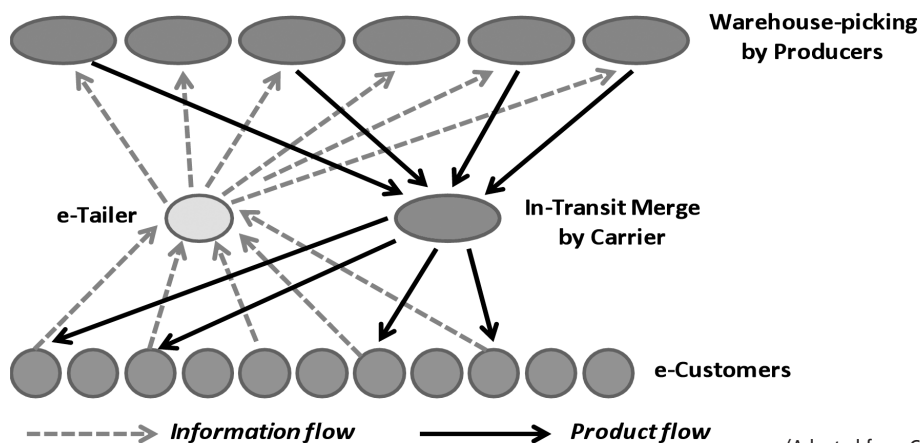 Warehouse-picking
by Producers
e-Tailer
In-Transit Merge
by Carrier
e-Customers
Information flow
Product flow